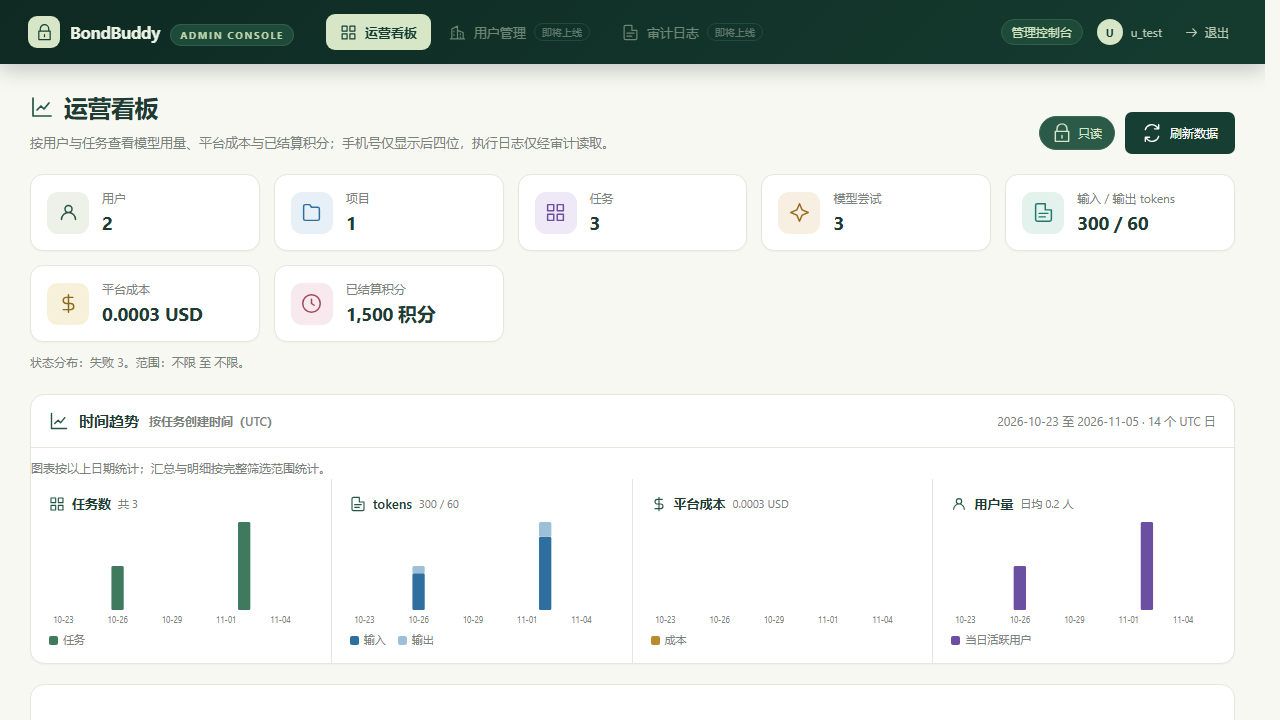 BondBuddy ADMIN CONSOLE 运营看板 用户管理 即将上线 审计日志 即将上线 管理控制台 U u_test 退出
运营看板
按用户与任务查看模型用量、平台成本与已结算积分；手机号仅显示后四位，执行日志仅经审计读取。
只读 刷新数据
用户
2
项目
1
任务
3
模型尝试
3
输入 / 输出 tokens
300 / 60
平台成本
0.0003 USD
已结算积分
1,500 积分
状态分布：失败 3。范围：不限 至 不限。
时间趋势 按任务创建时间（UTC） 2026-10-23 至 2026-11-05 · 14 个 UTC 日
图表按以上日期统计；汇总与明细按完整筛选范围统计。
任务数 共 3
10-23 10-26 10-29 11-01 11-04
任务
tokens 300 / 60
10-23 10-26 10-29 11-01 11-04
输入 输出
平台成本 0.0003 USD
10-23 10-26 10-29 11-01 11-04
成本
用户量 日均 0.2 人
10-23 10-26 10-29 11-01 11-04
当日活跃用户